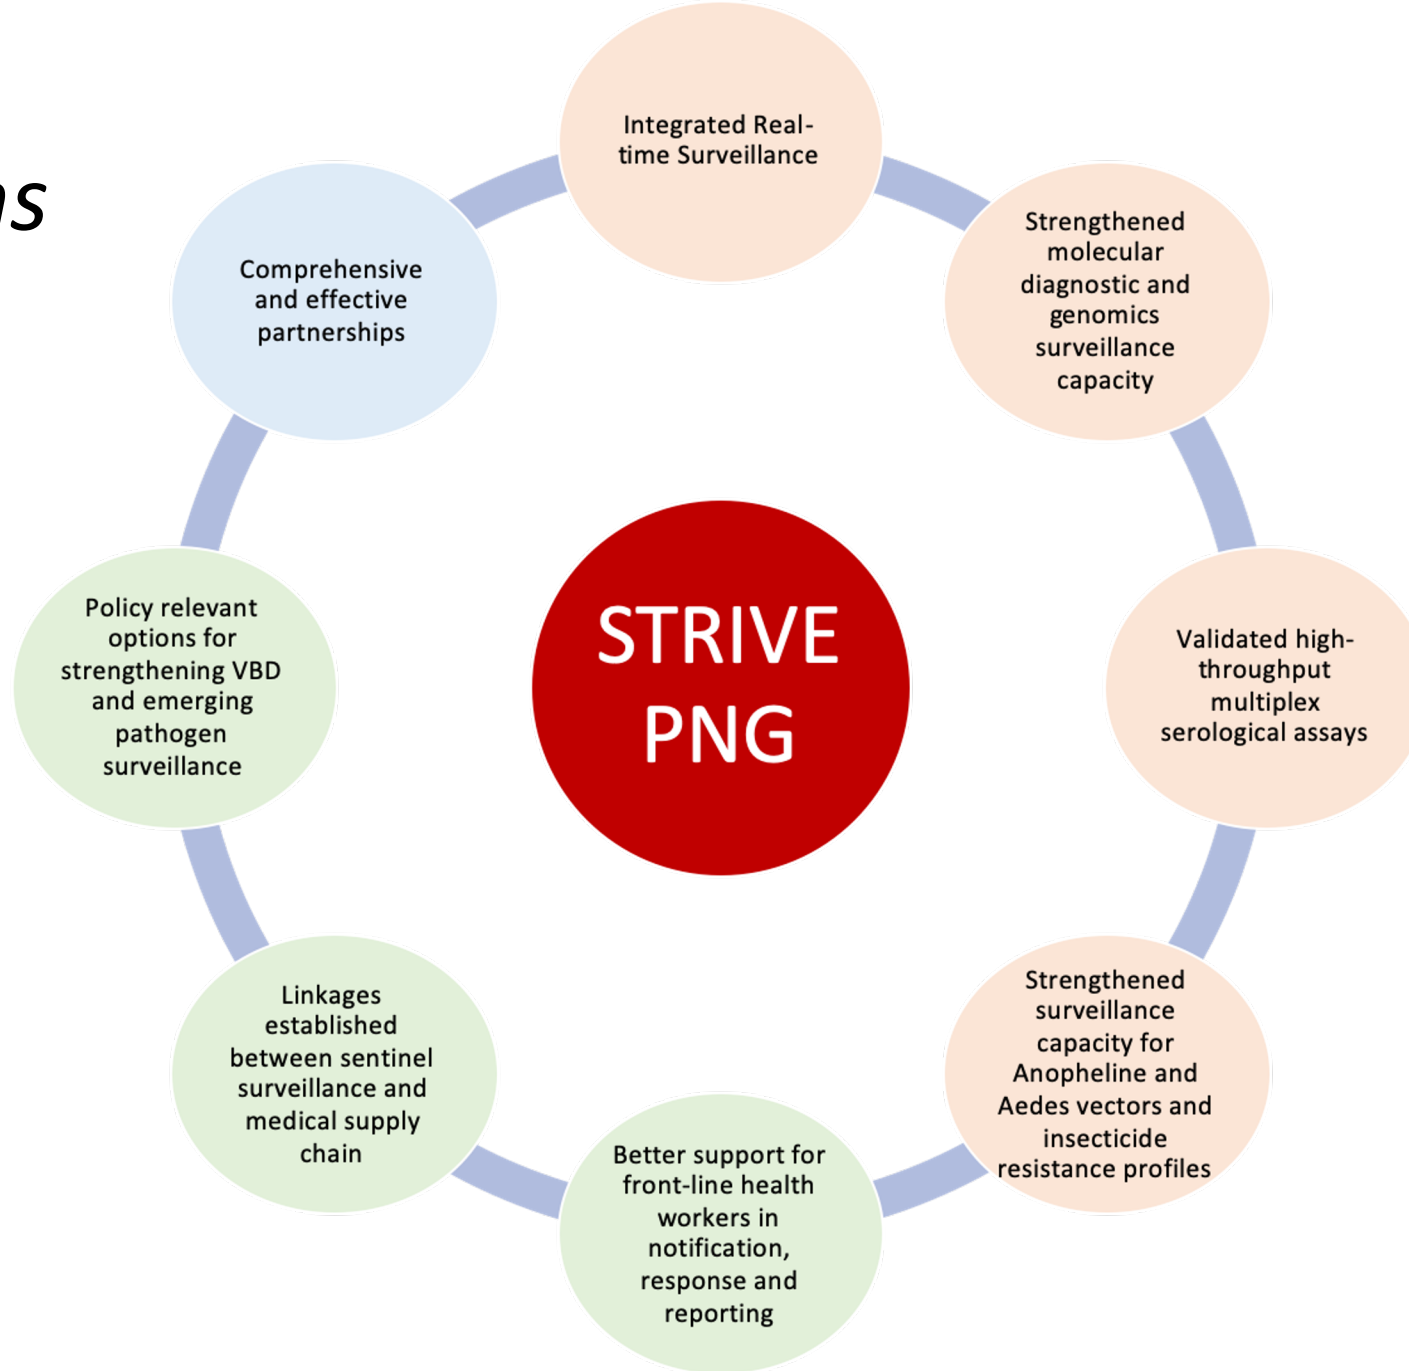 ns
Integrated Real-
time Surveillance
Strengthened
molecular
diagnostic and
genomics
surveillance
capacity
Validated high-
throughput
multiplex
serological assays
Strengthened
surveillance
capacity for
Anopheline and
Aedes vectors and
insecticide
resistance profiles
Better support for
front-line health
workers in
notification,
response and
reporting
Linkages
established
between sentinel
surveillance and
medical supply
chain
Policy relevant
options for
strengthening VBD
and emerging
pathogen
surveillance
Comprehensive
and effective
partnerships
STRIVE
PNG